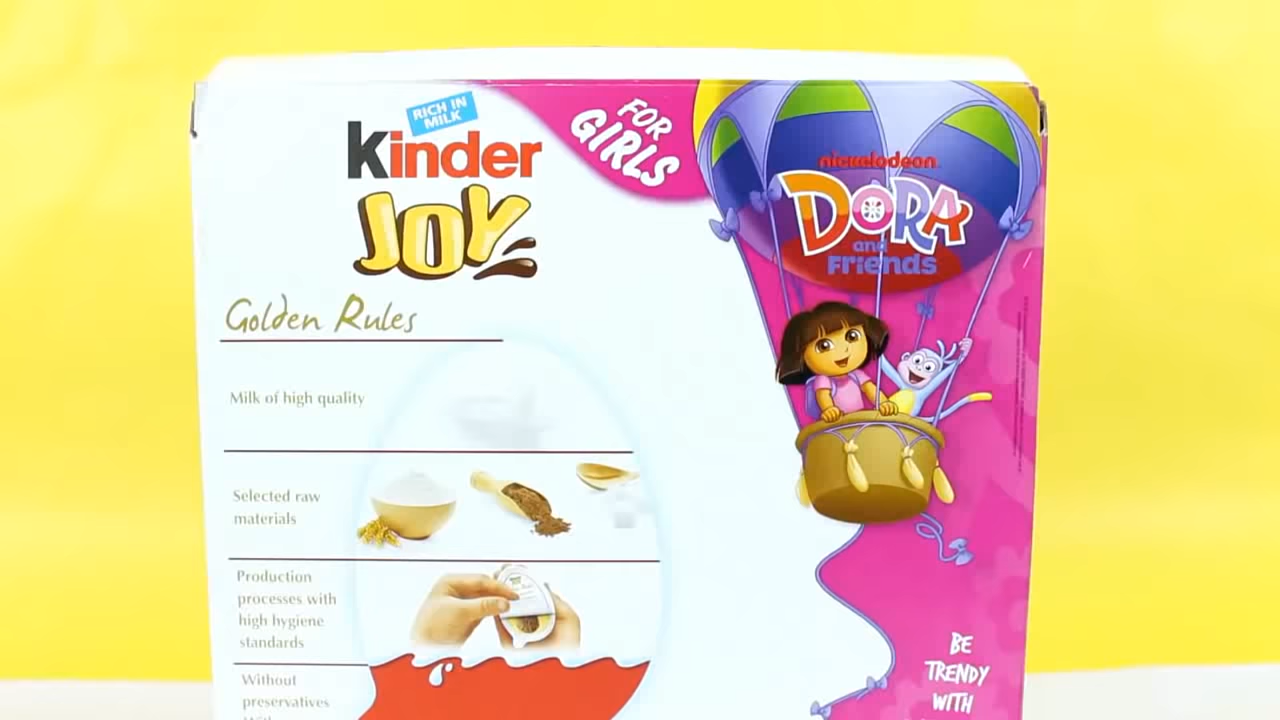 RICH IN
MILK
kinder
JOY
FOR
GIRLS
nickelodeon
DORA
and
Friends
Golden Rules
Milk of high quality
Selected raw
materials
Production
processes with
high hygiene
standards
Without
preservatives
BE
TRENDY
WITH